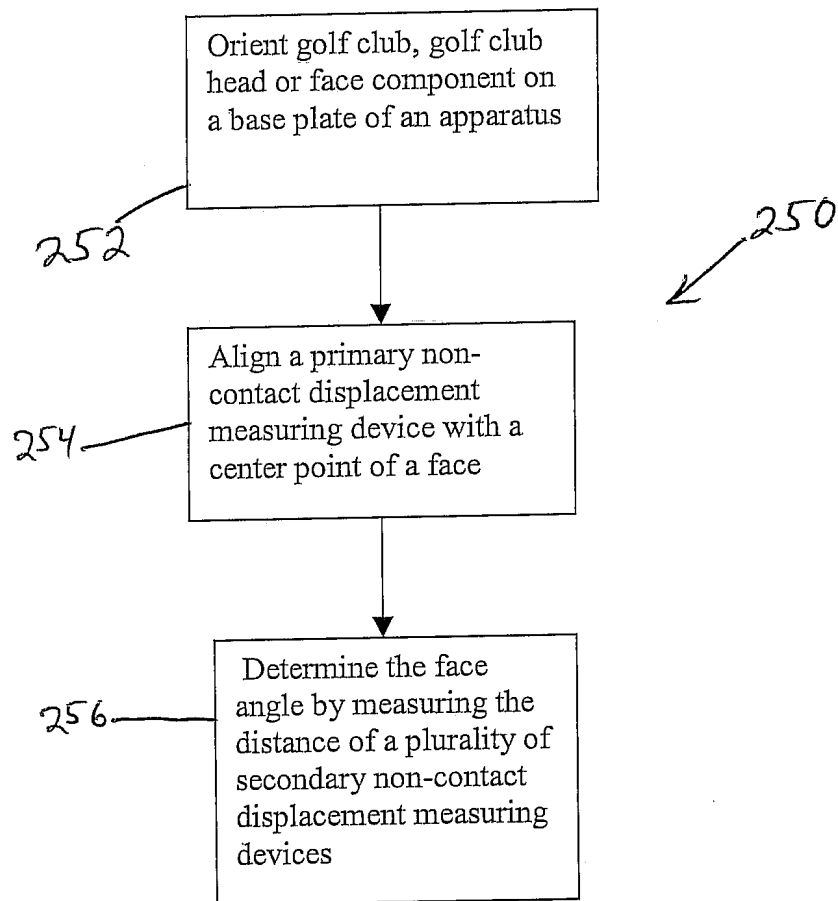 Orient golf club, golf club
head or face component on
a base plate of an apparatus
252
250
Align a primary non-
contact displacement
measuring device with a
center point of a face
254
Determine the face
angle by measuring the
distance of a plurality of
secondary non-contact
displacement measuring
devices
256